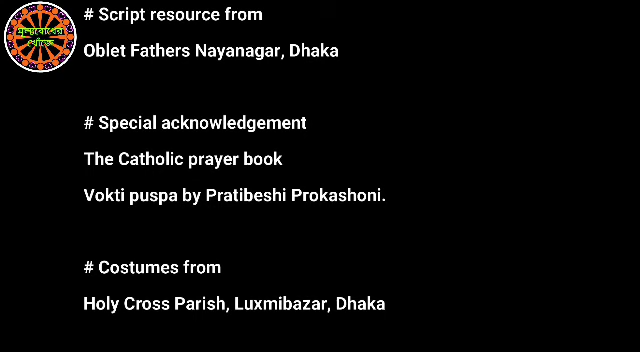 মূল্যবোধের
খোঁজে
# Script resource from
Oblet Fathers Nayanagar, Dhaka
# Special acknowledgement
The Catholic prayer book
Vokti puspa by Pratibeshi Prokashoni.
# Costumes from
Holy Cross Parish, Luxmibazar, Dhaka